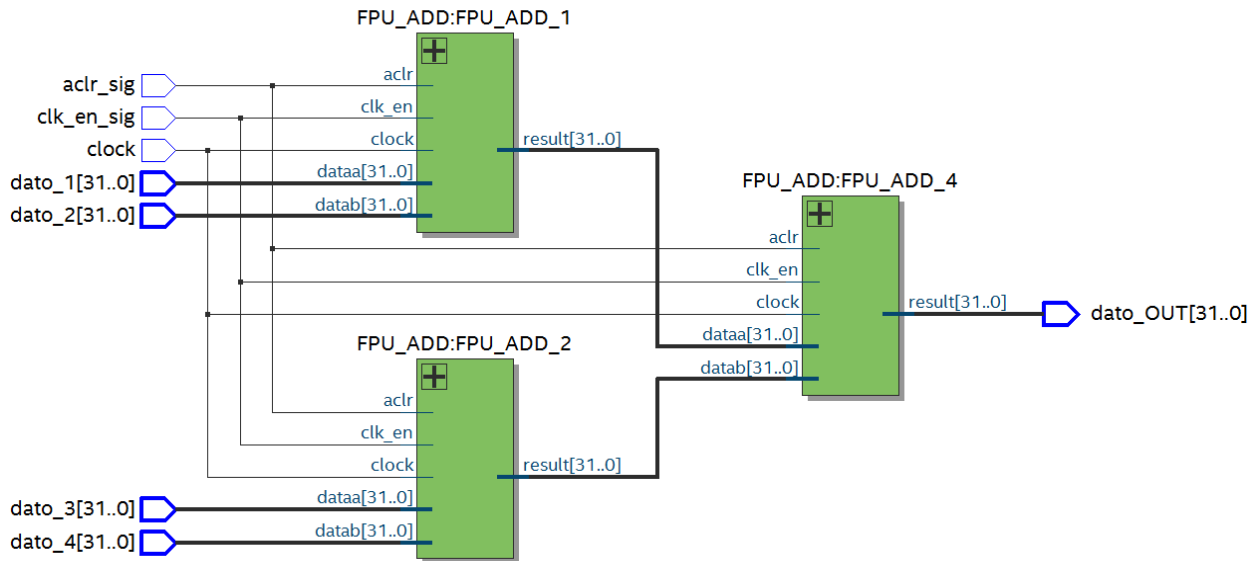 FPU_ADD:FPU_ADD_1
aclr_sig
aclr
clk_en_sig
clk_en
clock
clock
result[31..0]
dato_1[31..0]
dataa[31..0]
dato_2[31..0]
datab[31..0]
FPU_ADD:FPU_ADD_4
aclr
clk_en
clock
result[31..0]
dato_OUT[31..0]
dataa[31..0]
datab[31..0]
FPU_ADD:FPU_ADD_2
aclr
clk_en
clock
result[31..0]
dato_3[31..0]
dataa[31..0]
dato_4[31..0]
datab[31..0]